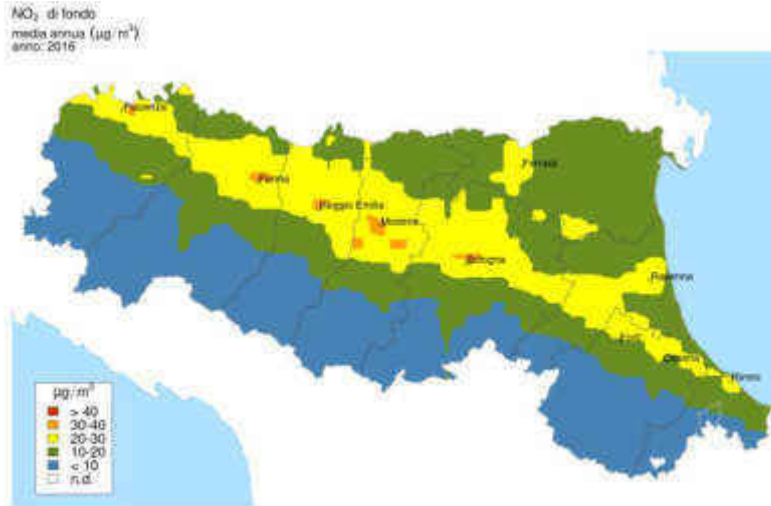 NO₂ di fondo
media annua (µg/m³)
anno: 2016
Piacenza
Ferrara
Parma
Reggio Emilia
Modena
Bologna
Ravenna
Forlì
Cesena
Rimini
µg/m³
> 40
30-40
20-30
10-20
< 10
n.d.